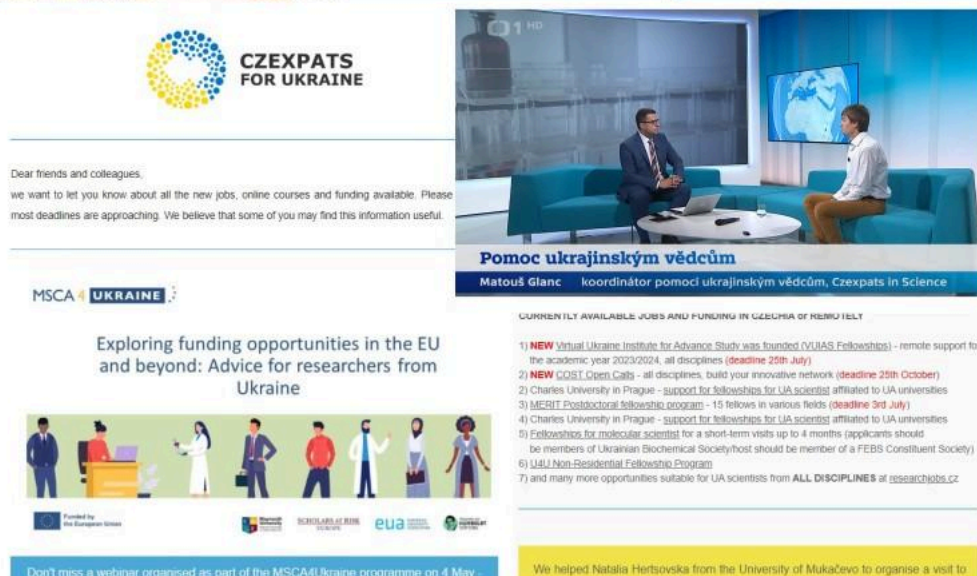 CZEXPATS
FOR UKRAINE
Dear friends and colleagues,
we want to let you know about all the new jobs, online courses and funding available. Please
most deadlines are approaching. We believe that some of you may find this information useful.
1 HD
Pomoc ukrajinským vědcům
Matouš Glanc koordinátor pomoci ukrajinským vědcům, Czexpats in Science
MSCA4UKRAINE
Exploring funding opportunities in the EU
and beyond: Advice for researchers from
Ukraine
Funded by
the European Union
Maynooth
University
SCHOLARS AT RISK
EUROPE
eua
Don't miss a webinar organised as part of the MSCA4Ukraine programme on 4 May -
CURRENTLY AVAILABLE JOBS AND FUNDING IN CZECHIA or REMOTELY
1) NEW Virtual Ukraine Institute for Advance Study was founded (VUIAS Fellowships) - remote support fo
the academic year 2023/2024, all disciplines (deadline 25th July)
2) NEW COST Open Calls - all disciplines, build your innovative network (deadline 25th October)
2) Charles University in Prague - support for fellowships for UA scientist affiliated to UA universities
3) MERIT Postdoctoral fellowship program - 15 fellows in various fields (deadline 3rd July)
4) Charles University in Prague - support for fellowships for UA scientist affiliated to UA universities
5) Fellowships for molecular scientist for a short-term visits up to 4 months (applicants should
be members of Ukrainian Biochemical Society/host should be member of a FEBS Constituent Society)
6) U4U Non-Residential Fellowship Program
7) and many more opportunities suitable for UA scientists from ALL DISCIPLINES at researchjobs.cz
We helped Natalia Hertsovska from the University of Mukačevo to organise a visit to